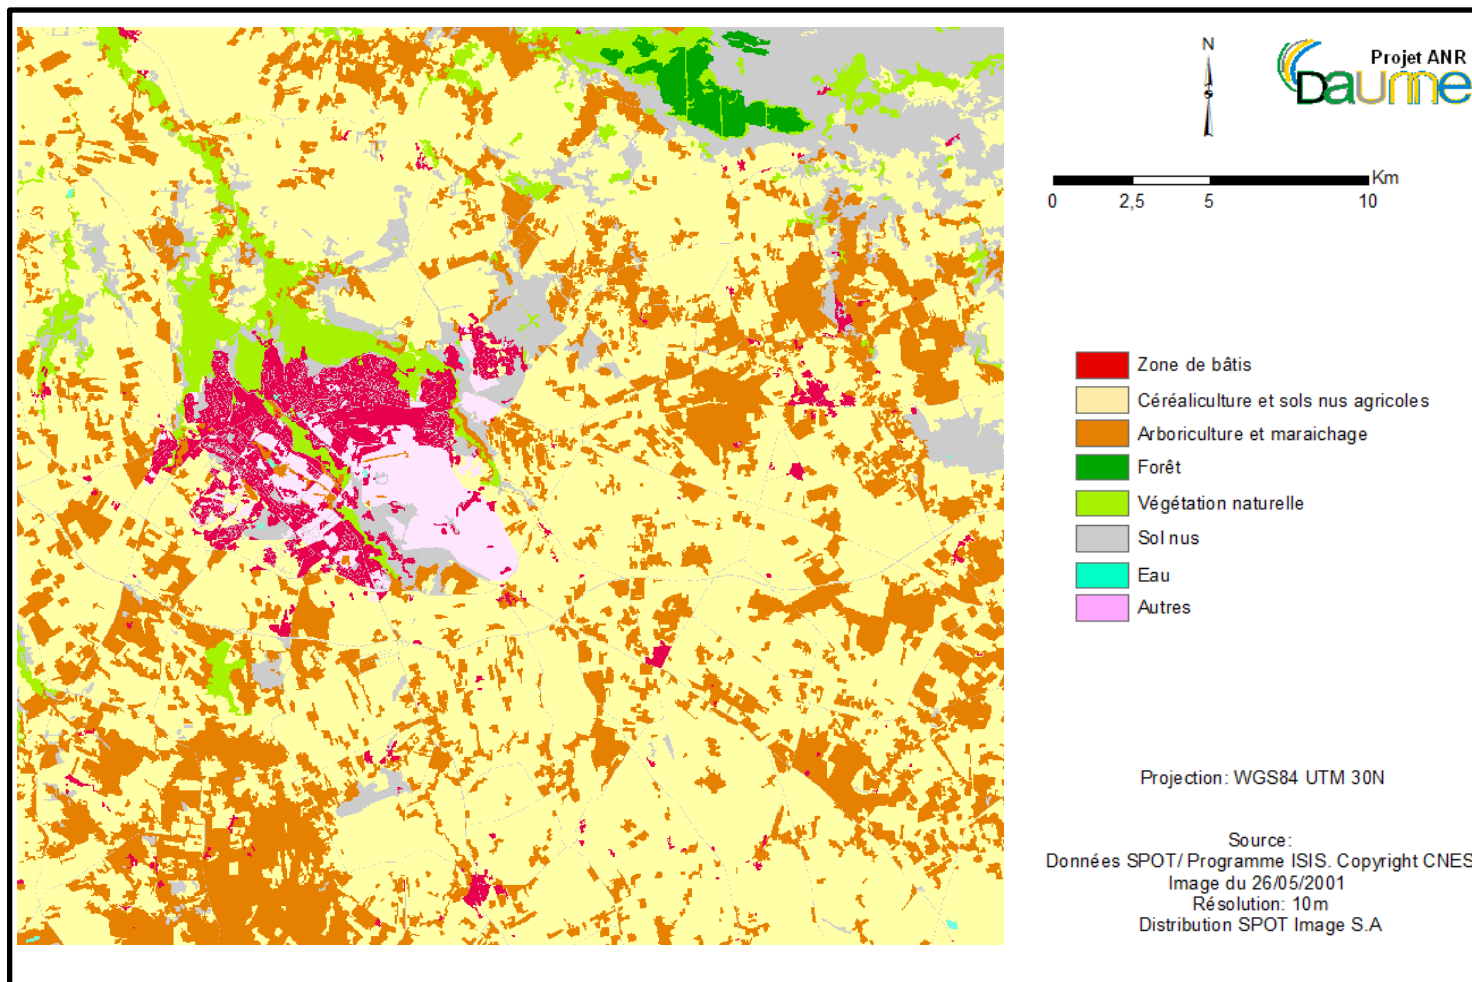 N
Projet ANR
Daume
Km
0 2,5 5 10
Zone de bâtis
Céréaliculture et sols nus agricoles
Arboriculture et maraichage
Forêt
Végétation naturelle
Sol nus
Eau
Autres
Projection: WGS84 UTM 30N
Source:
Données SPOT/ Programme ISIS. Copyright CNES
Image du 26/05/2001
Résolution: 10m
Distribution SPOT Image S.A